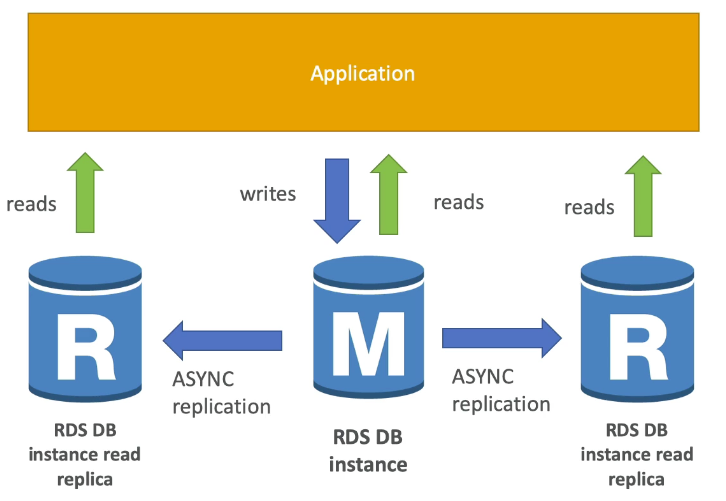 Application
reads
writes
reads
reads
R
M
R
ASYNC
replication
ASYNC
replication
RDS DB
instance read
replica
RDS DB
instance
RDS DB
instance read
replica